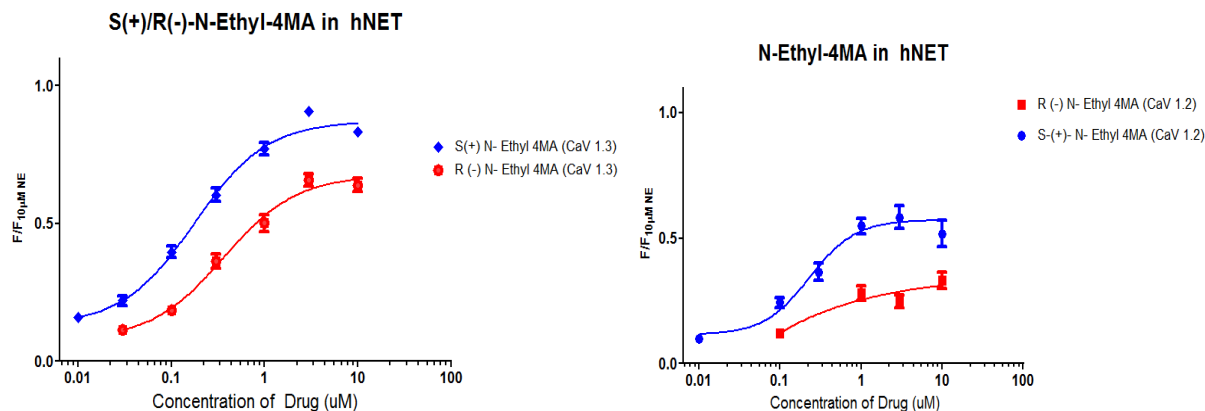 S(+)/R(-)-N-Ethyl-4MA in hNET
1.0
0.5
0.0
F/F10µM NE
0.01
0.1
1
10
100
Concentration of Drug (uM)
S(+) N- Ethyl 4MA (CaV 1.3)
R (-) N- Ethyl 4MA (CaV 1.3)
N-Ethyl-4MA in hNET
1.0
0.5
0.0
F/F10µM NE
0.01
0.1
1
10
100
Concentration of Drug (uM)
R (-) N- Ethyl 4MA (CaV 1.2)
S-(+)- N- Ethyl 4MA (CaV 1.2)